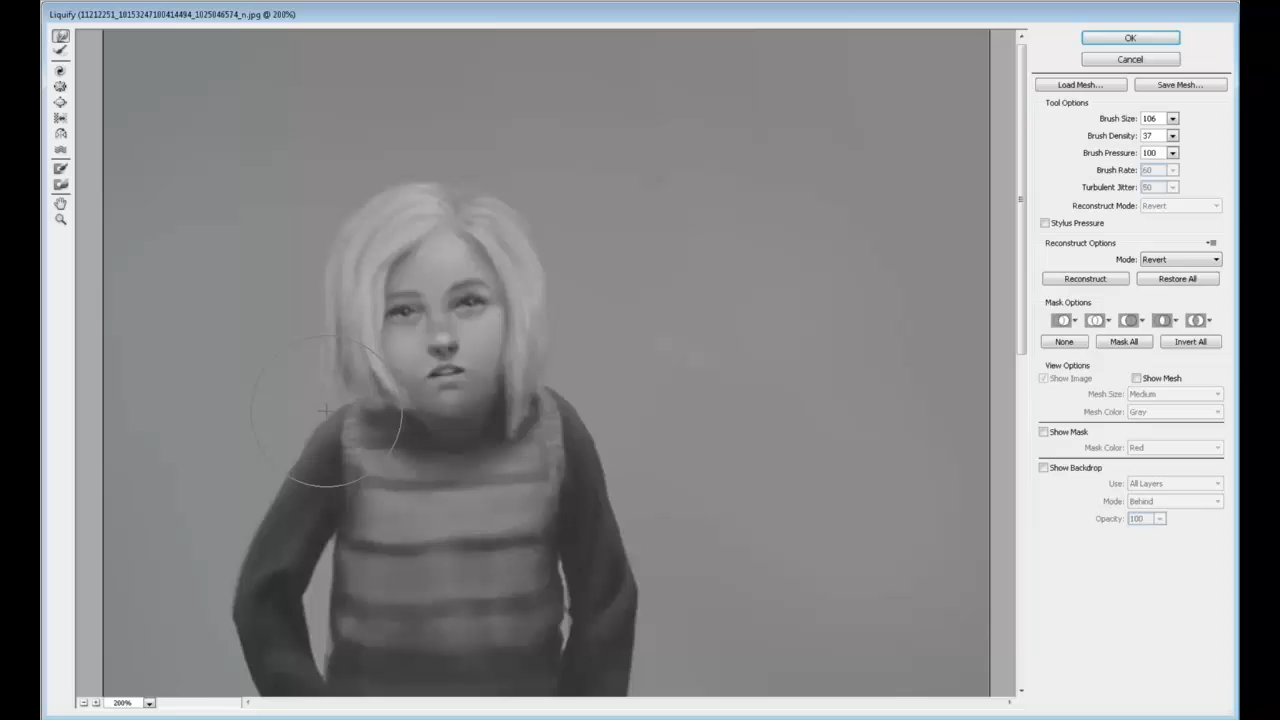 Liquify (11212251_10153247100414494_1025046574_n.jpg @ 200%)
OK
Cancel
Load Mesh...
Save Mesh...
Tool Options
Brush Size: 106
Brush Density: 37
Brush Pressure: 100
Brush Rate: 60
Turbulent Jitter: 50
Reconstruct Mode: Revert
Stylus Pressure
Reconstruct Options
Mode: Revert
Reconstruct
Restore All
Mask Options
None
Mask All
Invert All
View Options
Show Image
Show Mesh
Mesh Size: Medium
Mesh Color: Gray
Show Mask
Mask Color: Red
Show Backdrop
Use: All Layers
Mode: Behind
Opacity: 100
200%